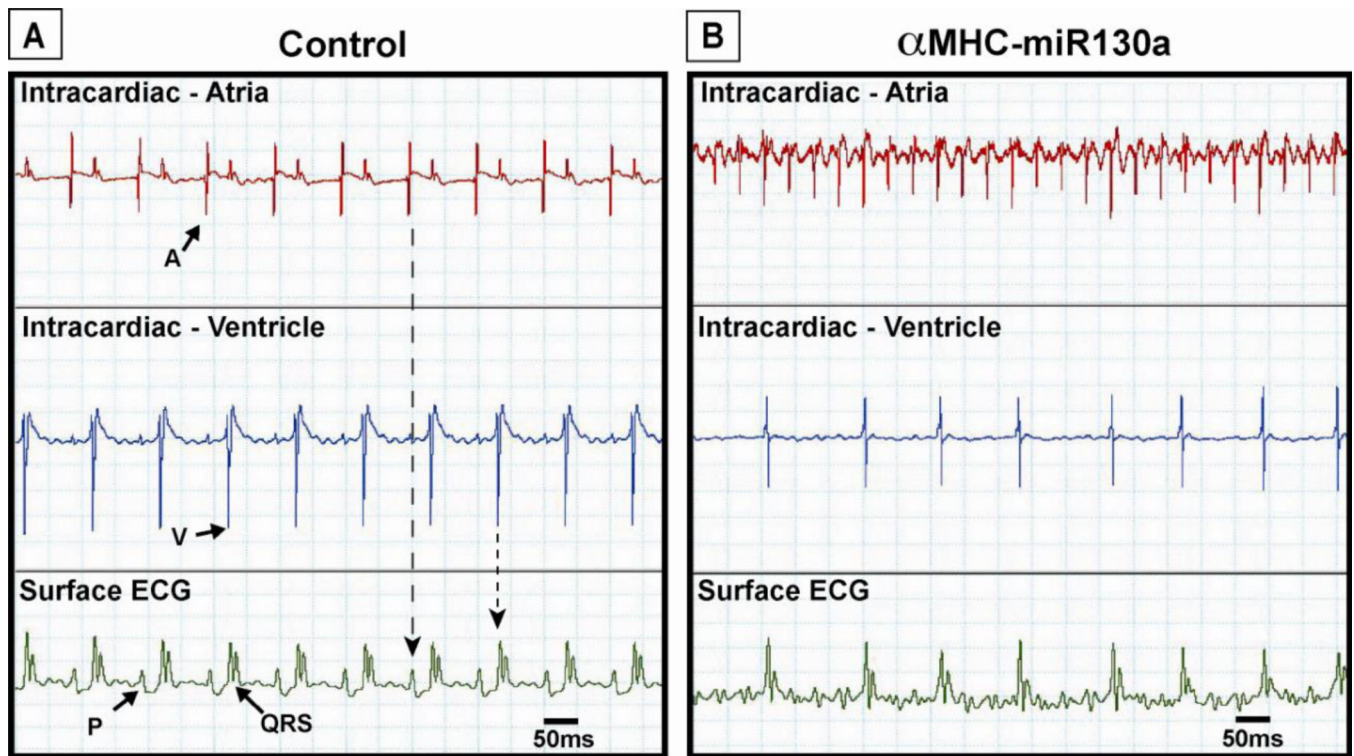 A
Control
Intracardiac - Atria
A
Intracardiac - Ventricle
V
Surface ECG
P
QRS
50ms
B
αMHC-miR130a
Intracardiac - Atria
Intracardiac - Ventricle
Surface ECG
50ms